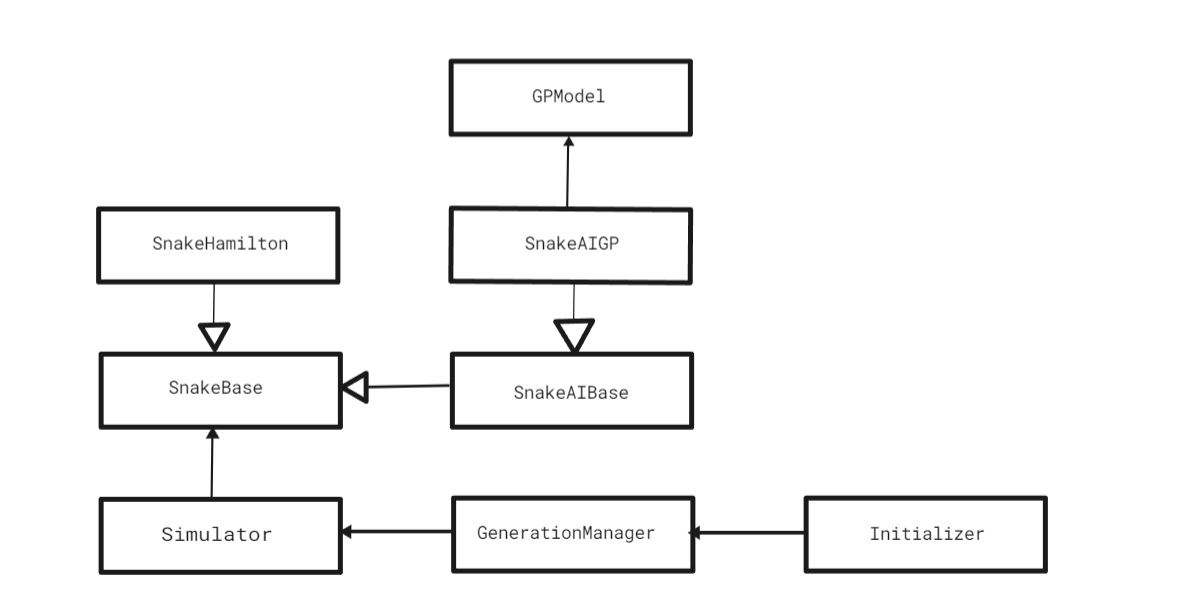 GPModel
SnakeHamilton
SnakeAIGP
SnakeBase
SnakeAIBase
Simulator
GenerationManager
Initializer